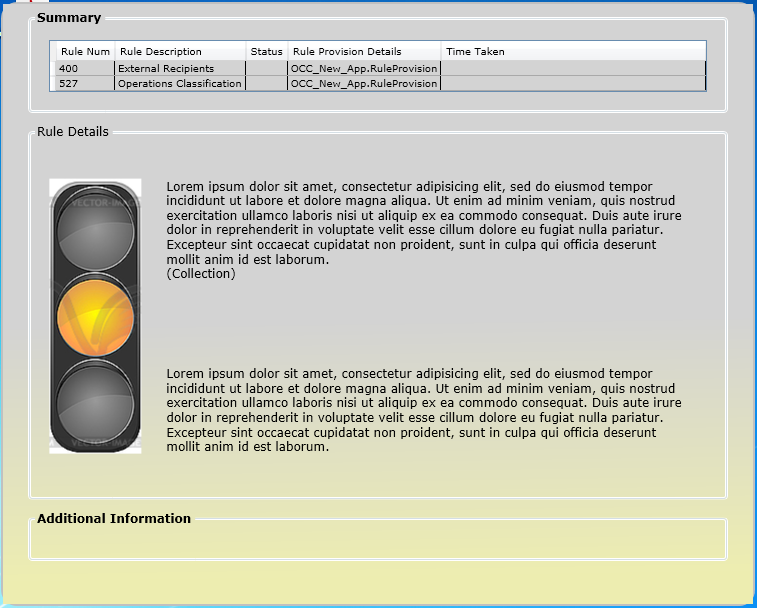 Summary
Rule Num Rule Description Status Rule Provision Details Time Taken
400 External Recipients OCC_New_App.RuleProvision
527 Operations Classification OCC_New_App.RuleProvision
Rule Details
VECTOR-IMAG
Lorem ipsum dolor sit amet, consectetur adipisicing elit, sed do eiusmod tempor
incididunt ut labore et dolore magna aliqua. Ut enim ad minim veniam, quis nostrud
exercitation ullamco laboris nisi ut aliquip ex ea commodo consequat. Duis aute irure
dolor in reprehenderit in voluptate velit esse cillum dolore eu fugiat nulla pariatur.
Excepteur sint occaecat cupidatat non proident, sunt in culpa qui officia deserunt
mollit anim id est laborum.
(Collection)
Lorem ipsum dolor sit amet, consectetur adipisicing elit, sed do eiusmod tempor
incididunt ut labore et dolore magna aliqua. Ut enim ad minim veniam, quis nostrud
exercitation ullamco laboris nisi ut aliquip ex ea commodo consequat. Duis aute irure
dolor in reprehenderit in voluptate velit esse cillum dolore eu fugiat nulla pariatur.
Excepteur sint occaecat cupidatat non proident, sunt in culpa qui officia deserunt
mollit anim id est laborum.
VECTOR-IMAG
Additional Information